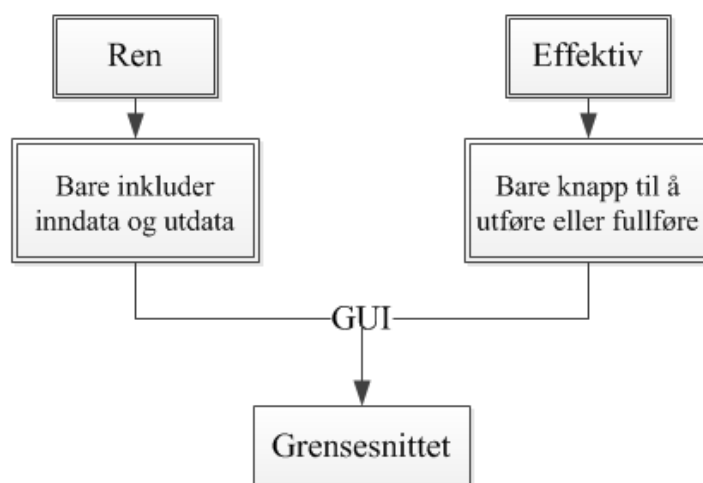 Ren
Effektiv
Bare inkluder
inndata og utdata
Bare knapp til å
utføre eller fullføre
GUI
Grensesnittet